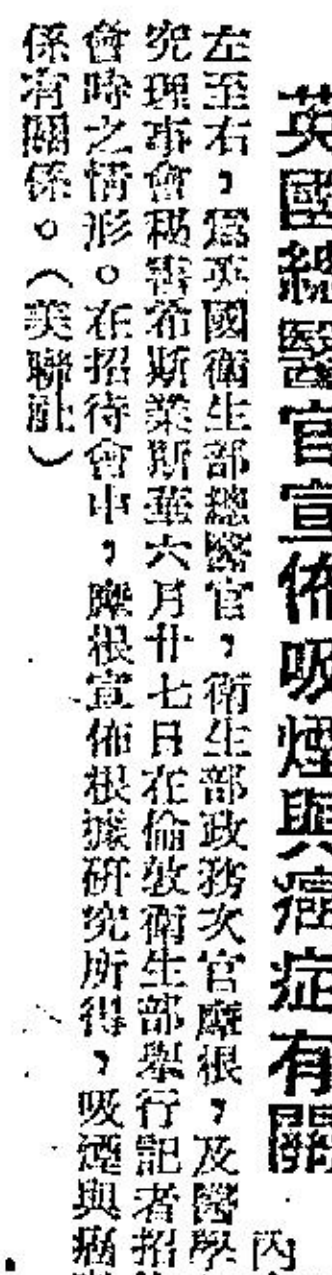 英國總醫官宣佈吸煙與癌症有關
左至右，爲英國衛生部總醫官，衛生部政務次官摩根，及醫學
究理事會秘書希斯業斯華六月廿七日在倫敦衛生部舉行記者招
會時之情形。在招待會中，摩根宣佈根據研究所得，吸煙與癌
係有關係。（美聯社）